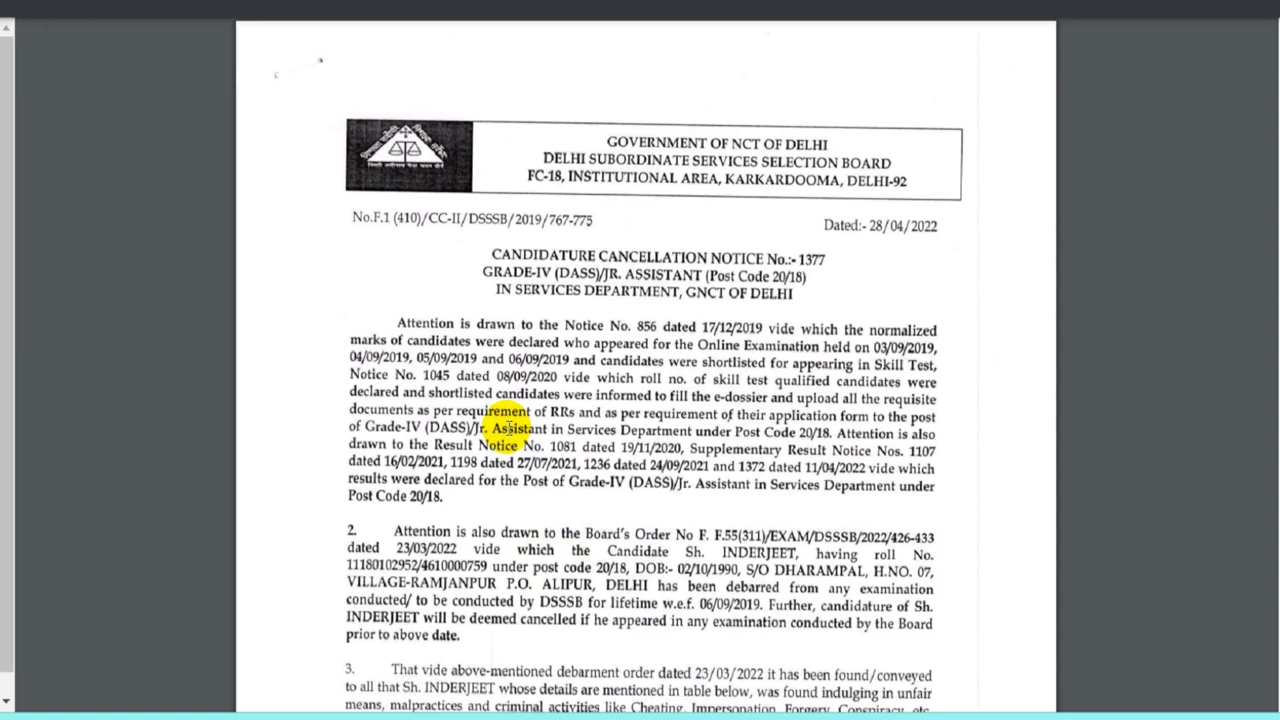 GOVERNMENT OF NCT OF DELHI
DELHI SUBORDINATE SERVICES SELECTION BOARD
FC-18, INSTITUTIONAL AREA, KARKARDOOMA, DELHI-92
No.F.1 (410)/CC-II/DSSSB/2019/767-775
Dated:- 28/04/2022
CANDIDATURE CANCELLATION NOTICE No.:- 1377
GRADE-IV (DASS)/JR. ASSISTANT (Post Code 20/18)
IN SERVICES DEPARTMENT, GNCT OF DELHI
Attention is drawn to the Notice No. 856 dated 17/12/2019 vide which the normalized
marks of candidates were declared who appeared for the Online Examination held on 03/09/2019,
04/09/2019, 05/09/2019 and 06/09/2019 and candidates were shortlisted for appearing in Skill Test,
Notice No. 1045 dated 08/09/2020 vide which roll no. of skill test qualified candidates were
declared and shortlisted candidates were informed to fill the e-dossier and upload all the requisite
documents as per requirement of RRs and as per requirement of their application form to the post
of Grade-IV (DASS)/Jr. Assistant in Services Department under Post Code 20/18. Attention is also
drawn to the Result Notice No. 1081 dated 19/11/2020, Supplementary Result Notice Nos. 1107
dated 16/02/2021, 1198 dated 27/07/2021, 1236 dated 24/09/2021 and 1372 dated 11/04/2022 vide which
results were declared for the Post of Grade-IV (DASS)/Jr. Assistant in Services Department under
Post Code 20/18.
2. Attention is also drawn to the Board's Order No F. F.55(311)/EXAM/DSSSB/2022/426-433
dated 23/03/2022 vide which the Candidate Sh. INDERJEET, having roll No.
11180102952/4610000759 under post code 20/18, DOB:- 02/10/1990, S/O DHARAMPAL, H.NO. 07,
VILLAGE-RAMJANPUR P.O. ALIPUR, DELHI has been debarred from any examination
conducted/ to be conducted by DSSSB for lifetime w.e.f. 06/09/2019. Further, candidature of Sh.
INDERJEET will be deemed cancelled if he appeared in any examination conducted by the Board
prior to above date.
3. That vide above-mentioned debarment order dated 23/03/2022 it has been found/conveyed
to all that Sh. INDERJEET whose details are mentioned in table below, was found indulging in unfair
means, malpractices and criminal activities like Cheating, Impersonation, Forgery, Conspiracy, etc.